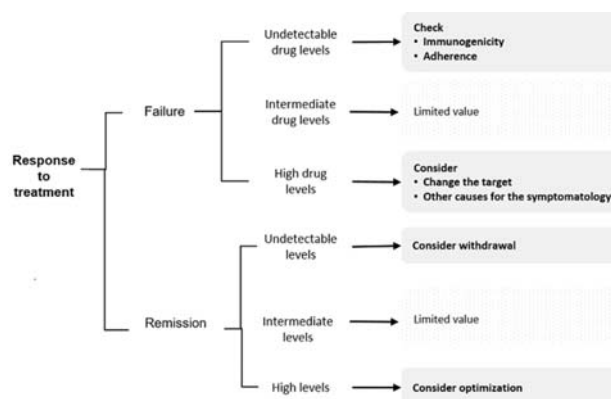 Response
to
treatment
Failure
Undetectable
drug levels
Check
• Immunogenicity
• Adherence
Intermediate
drug levels
Limited value
High drug
levels
Consider
• Change the target
• Other causes for the symptomatology
Remission
Undetectable
levels
Consider withdrawal
Intermediate
levels
Limited value
High levels
Consider optimization